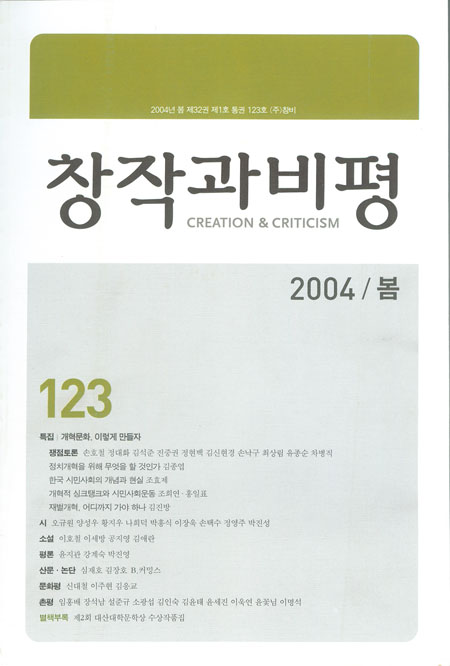 2004년 봄 제32권 제1호 통권 123호 (주)창비
창작과비평
CREATION & CRITICISM
2004 / 봄
123
특집 | 개혁문화, 이렇게 만들자
쟁점토론 손호철 정대화 김석준 진중권 정현백 김신현경 손낙구 최상림 유종순 차병직
정치개혁을 위해 무엇을 할 것인가 김종엽
한국 시민사회의 개념과 현실 조효제
개혁적 싱크탱크와 시민사회운동 조희연·홍일표
재벌개혁, 어디까지 가야 하나 김진방
시 오규원 양성우 황지우 나희덕 박홍식 이장욱 손택수 정영주 박진성
소설 이호철 이세방 공지영 김애란
평론 윤지관 강계숙 박진영
산문·논단 심재호 김장호 B.커밍스
문화평 신대철 이주현 김응교
촌평 임홍배 장석남 설준규 소광섭 김인숙 김윤태 윤세진 이욱연 윤꽃님 이명석
별책부록 제2회 대산대학문학상 수상작품집